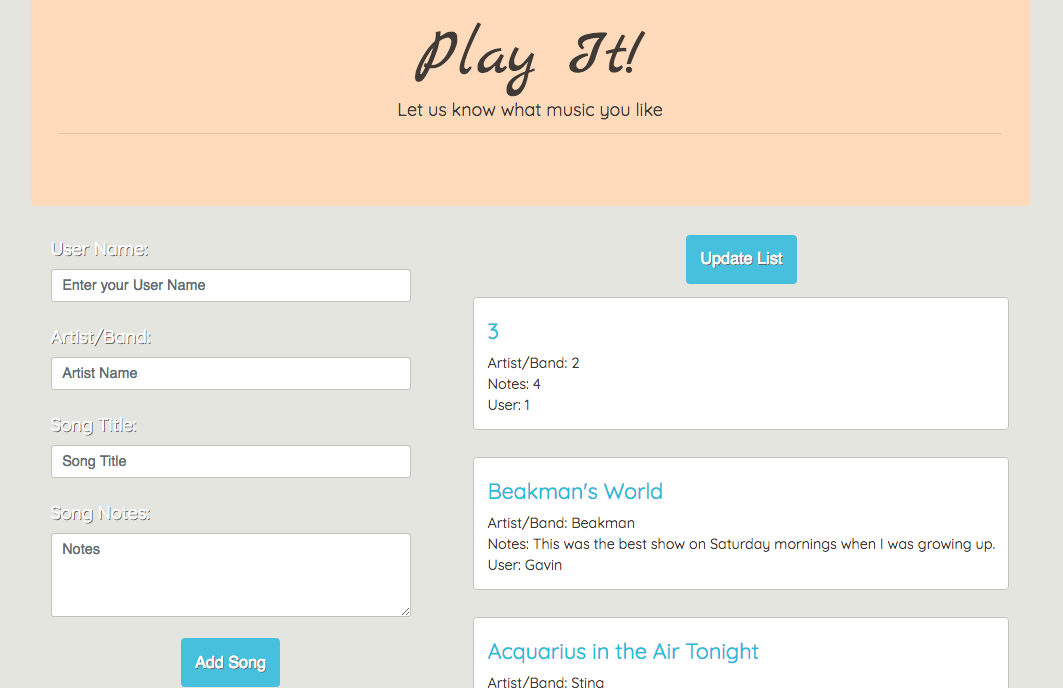 Play It!
Let us know what music you like
User Name:
Enter your User Name
Artist/Band:
Artist Name
Song Title:
Song Title
Song Notes:
Notes
Add Song
Update List
3
Artist/Band: 2
Notes: 4
User: 1
Beakman's World
Artist/Band: Beakman
Notes: This was the best show on Saturday mornings when I was growing up.
User: Gavin
Acquarius in the Air Tonight
Artist/Band: Sting